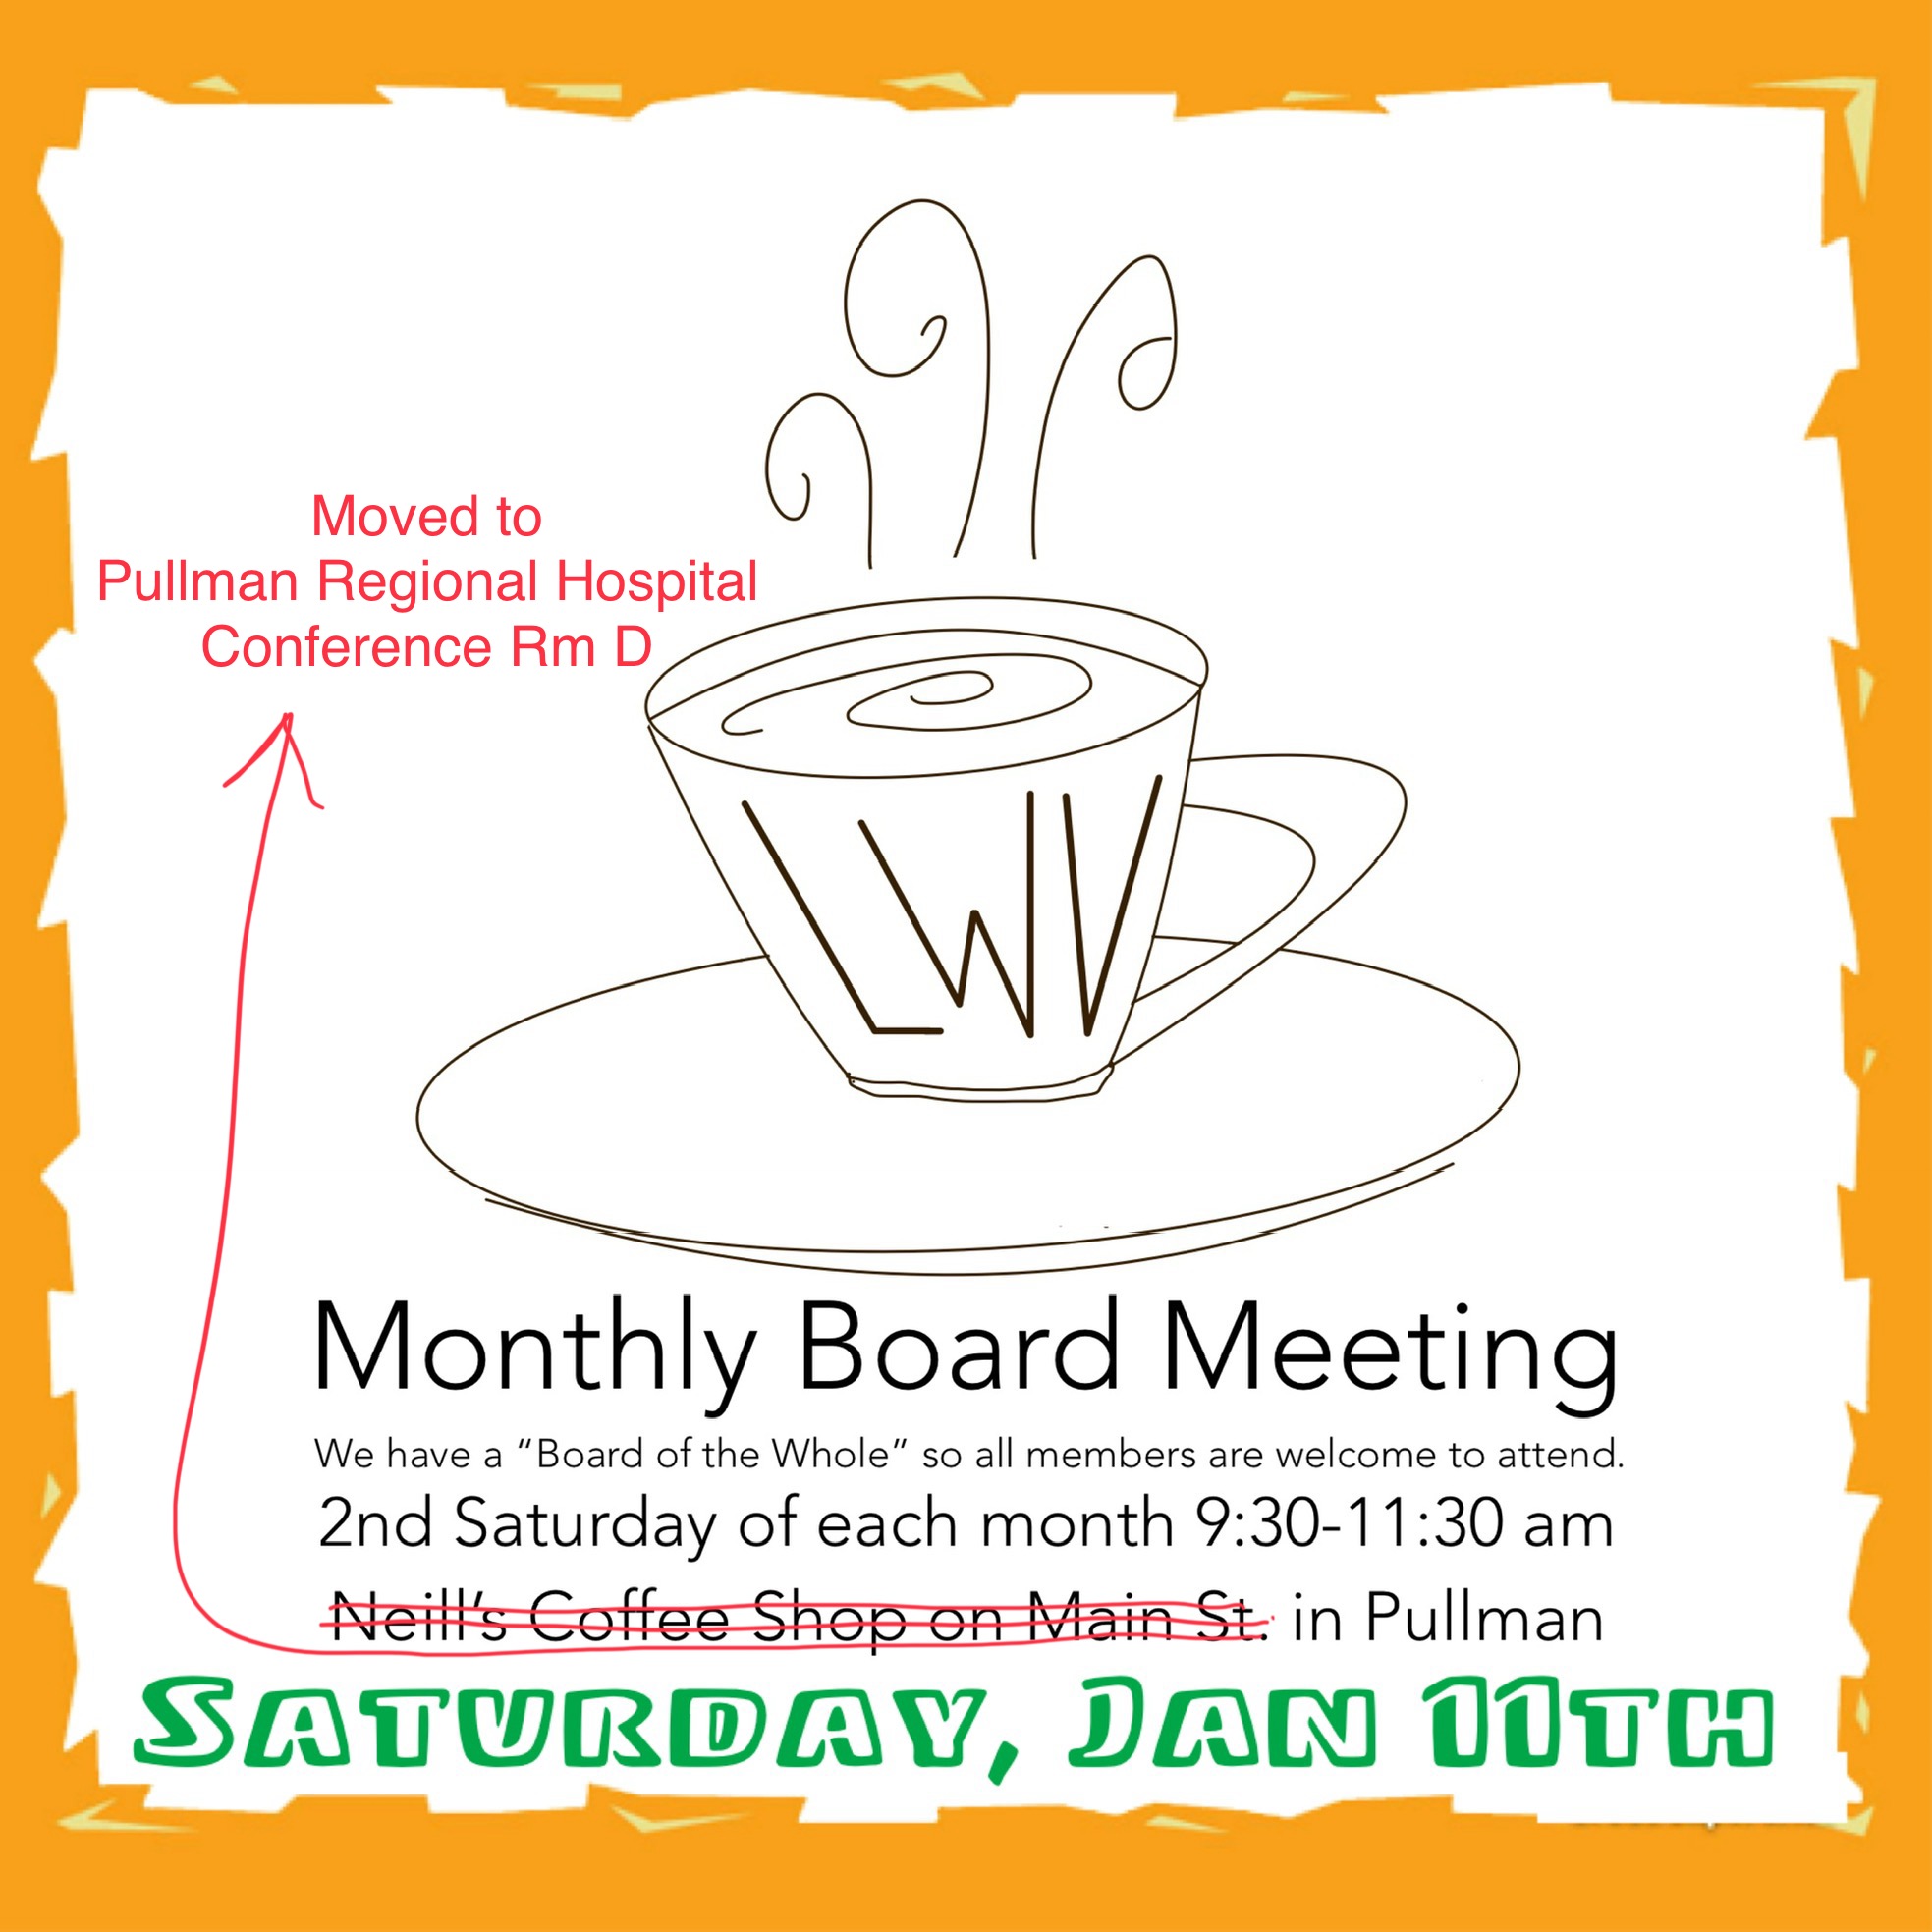 Moved to
Pullman Regional Hospital
Conference Rm D
LWV
Monthly Board Meeting
We have a “Board of the Whole” so all members are welcome to attend.
2nd Saturday of each month 9:30-11:30 am
Neill’s Coffee Shop on Main St. in Pullman
SATURDAY, JAN 11TH